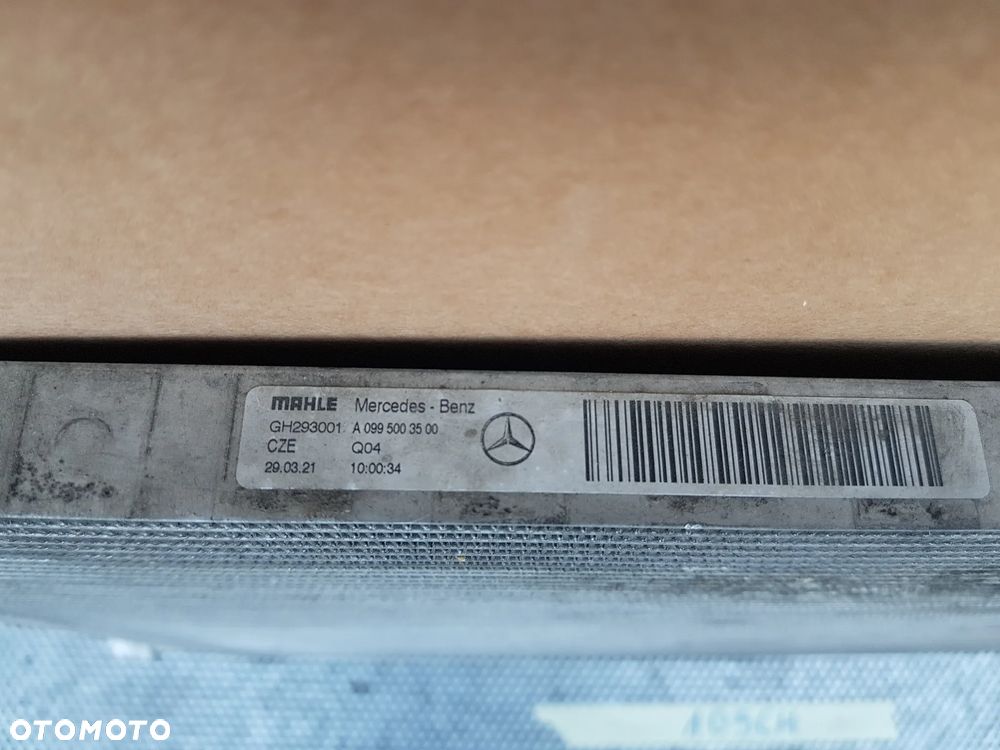 MAHLE Mercedes - Benz
GH293001 A 099 500 35 00
CZE Q04
29.03.21 10:00:34
OTOMOTO